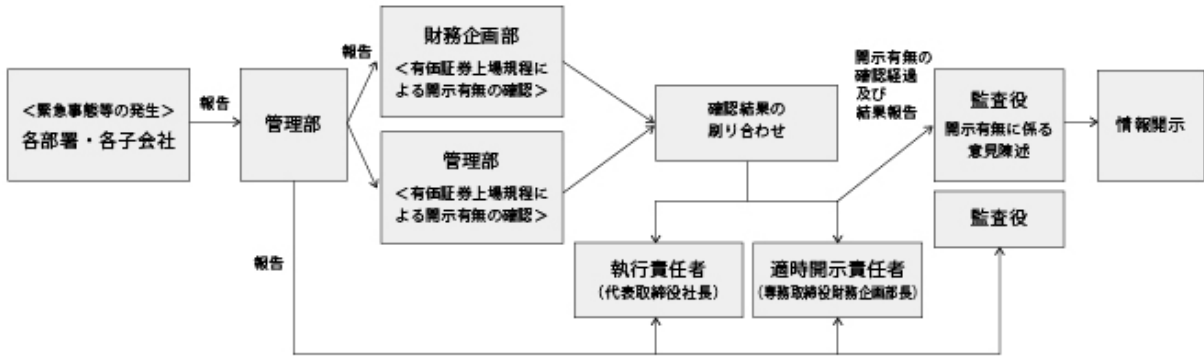 ＜緊急事態等の発生＞
各部署・各子会社
報告
管理部
報告
財務企画部
＜有価証券上場規程に
よる開示有無の確認＞
管理部
＜有価証券上場規程に
よる開示有無の確認＞
確認結果の
刷り合わせ
開示有無の
確認経過
及び
結果報告
監査役
開示有無に係る
意見陳述
情報開示
監査役
報告
執行責任者
（代表取締役社長）
適時開示責任者
（専務取締役財務企画部長）